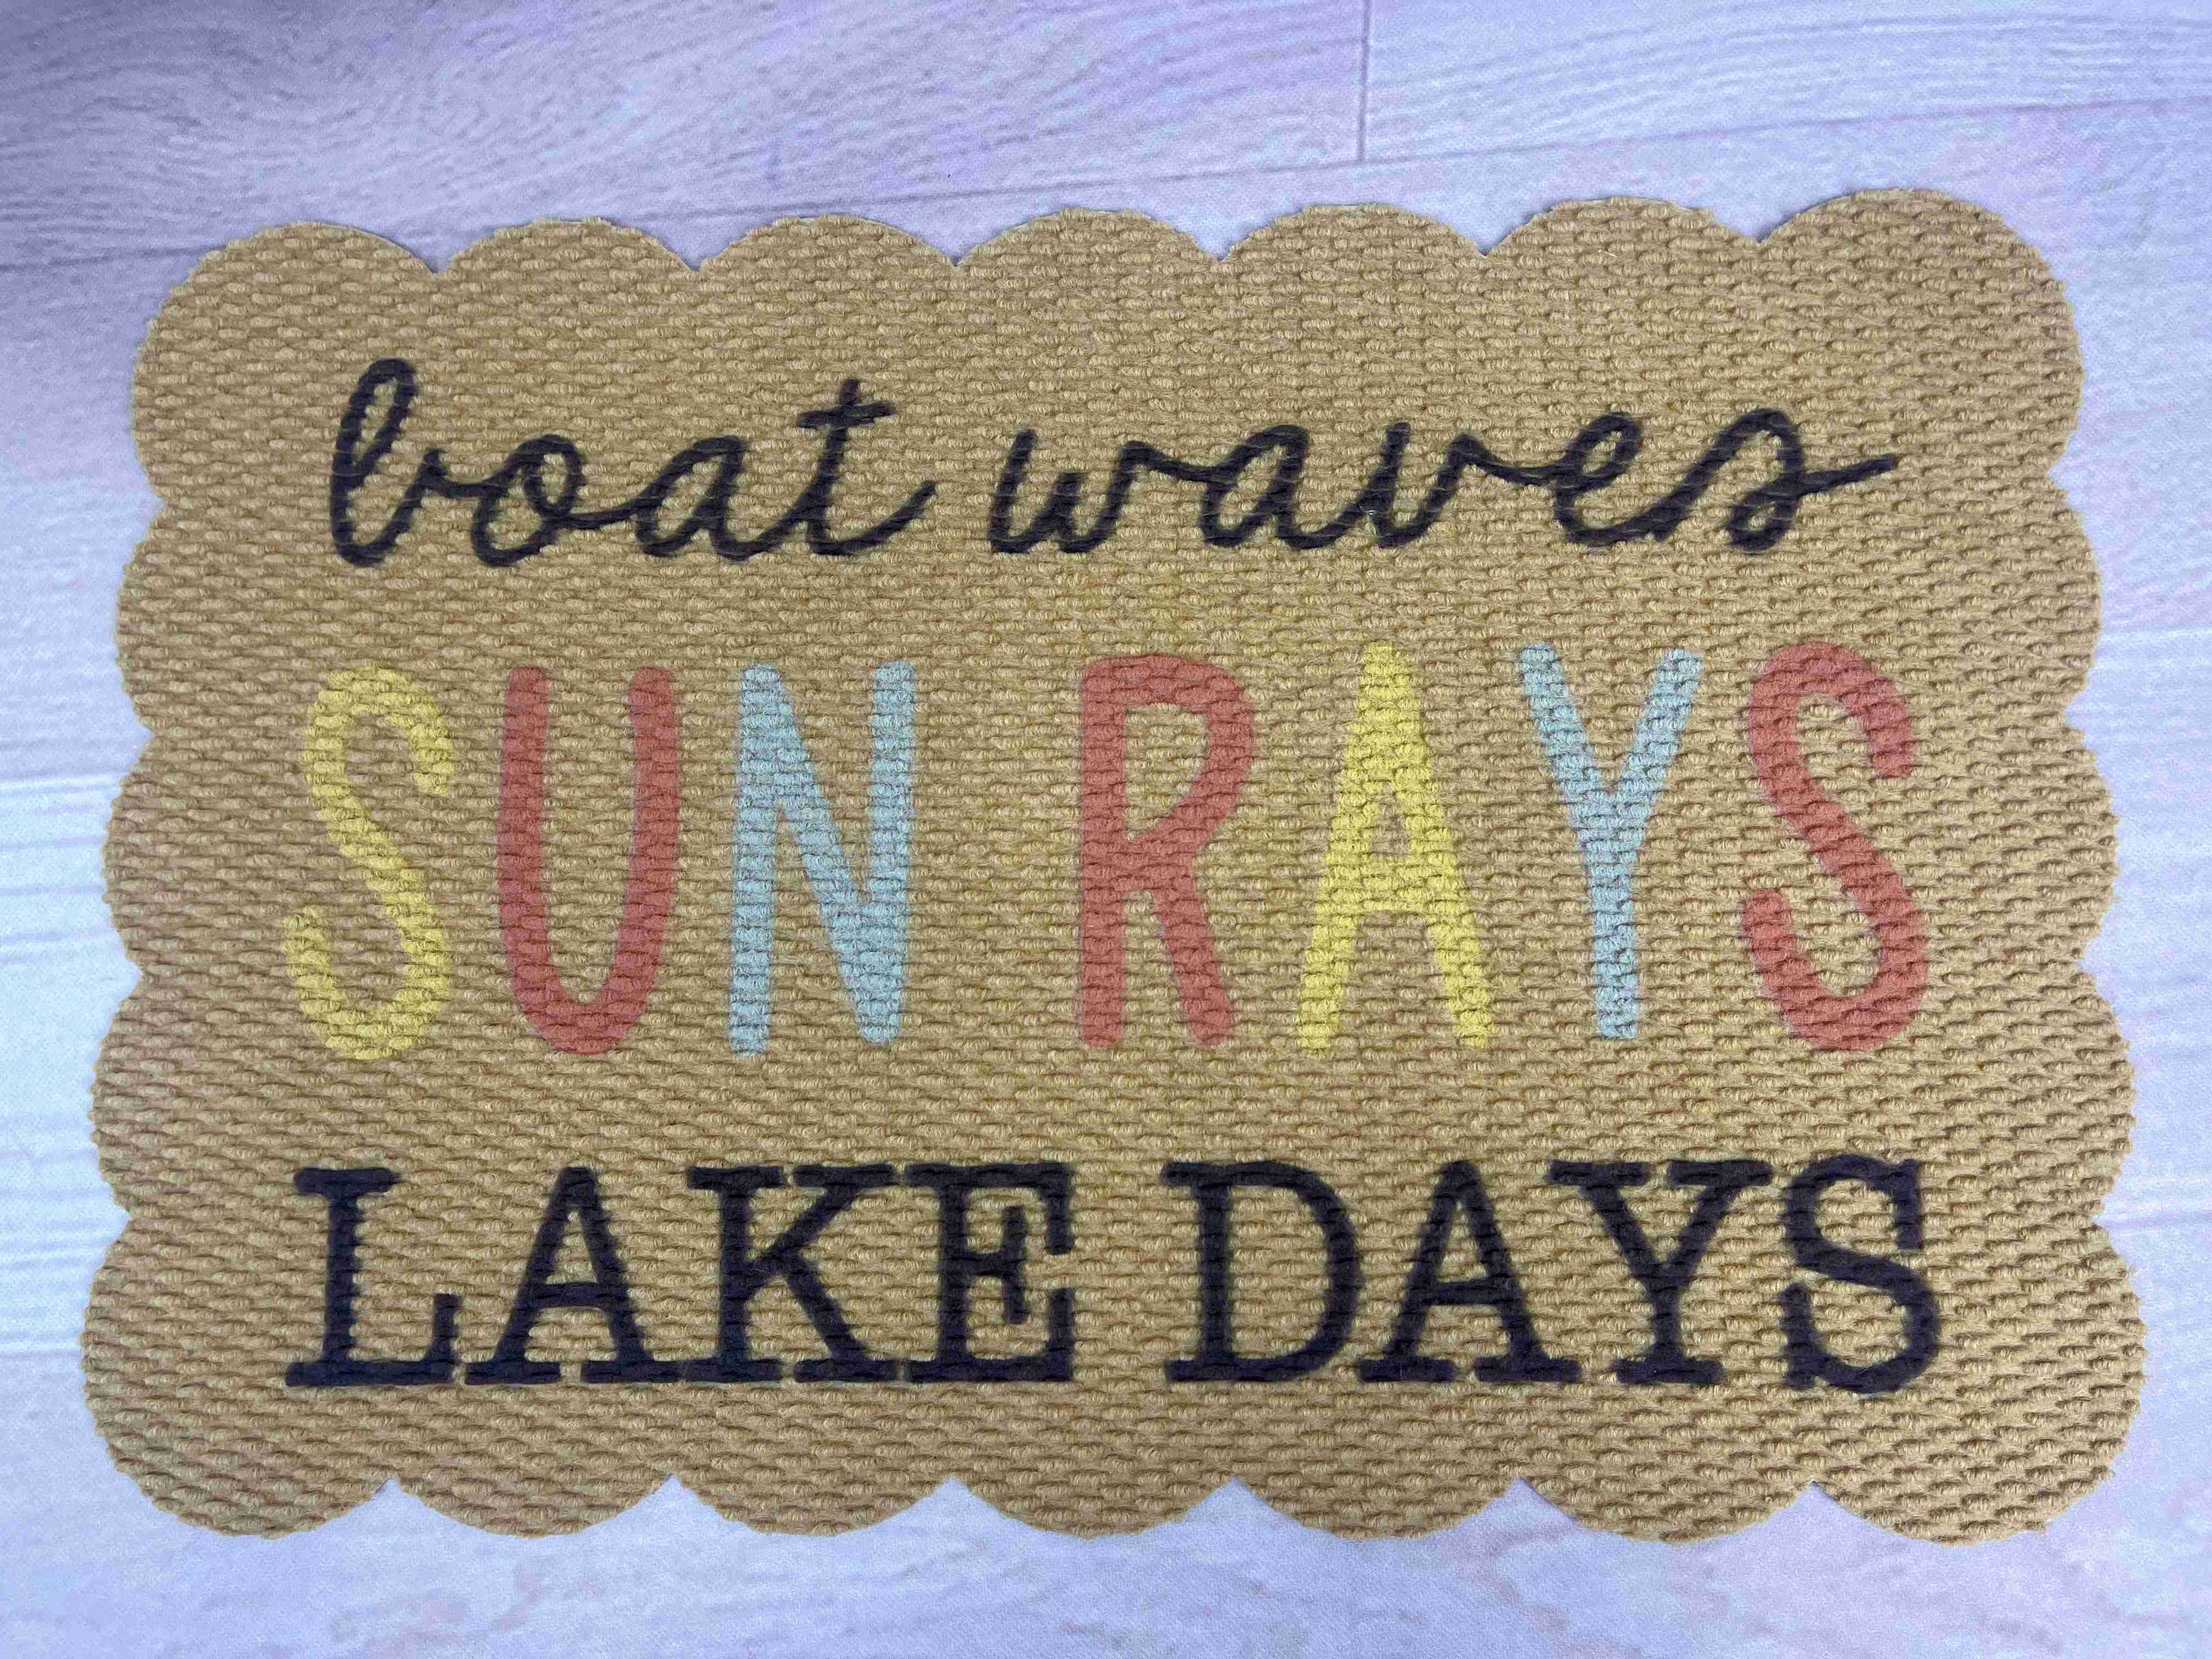 boat waves
SUN RAYS
LAKE DAYS